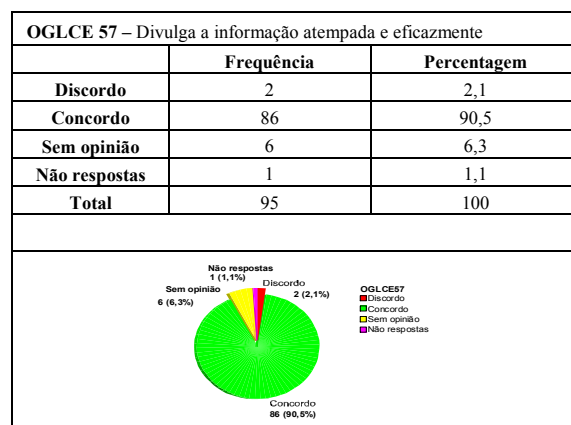 OGLCE 57 – Divulga a informação atempada e eficazmente
Frequência Percentagem
Discordo 2 2,1
Concordo 86 90,5
Sem opinião 6 6,3
Não respostas 1 1,1
Total 95 100
Não respostas
1 (1,1%)
Discordo
2 (2,1%)
Sem opinião
6 (6,3%)
Concordo
86 (90,5%)
OGLCE57
Discordo
Concordo
Sem opinião
Não respostas